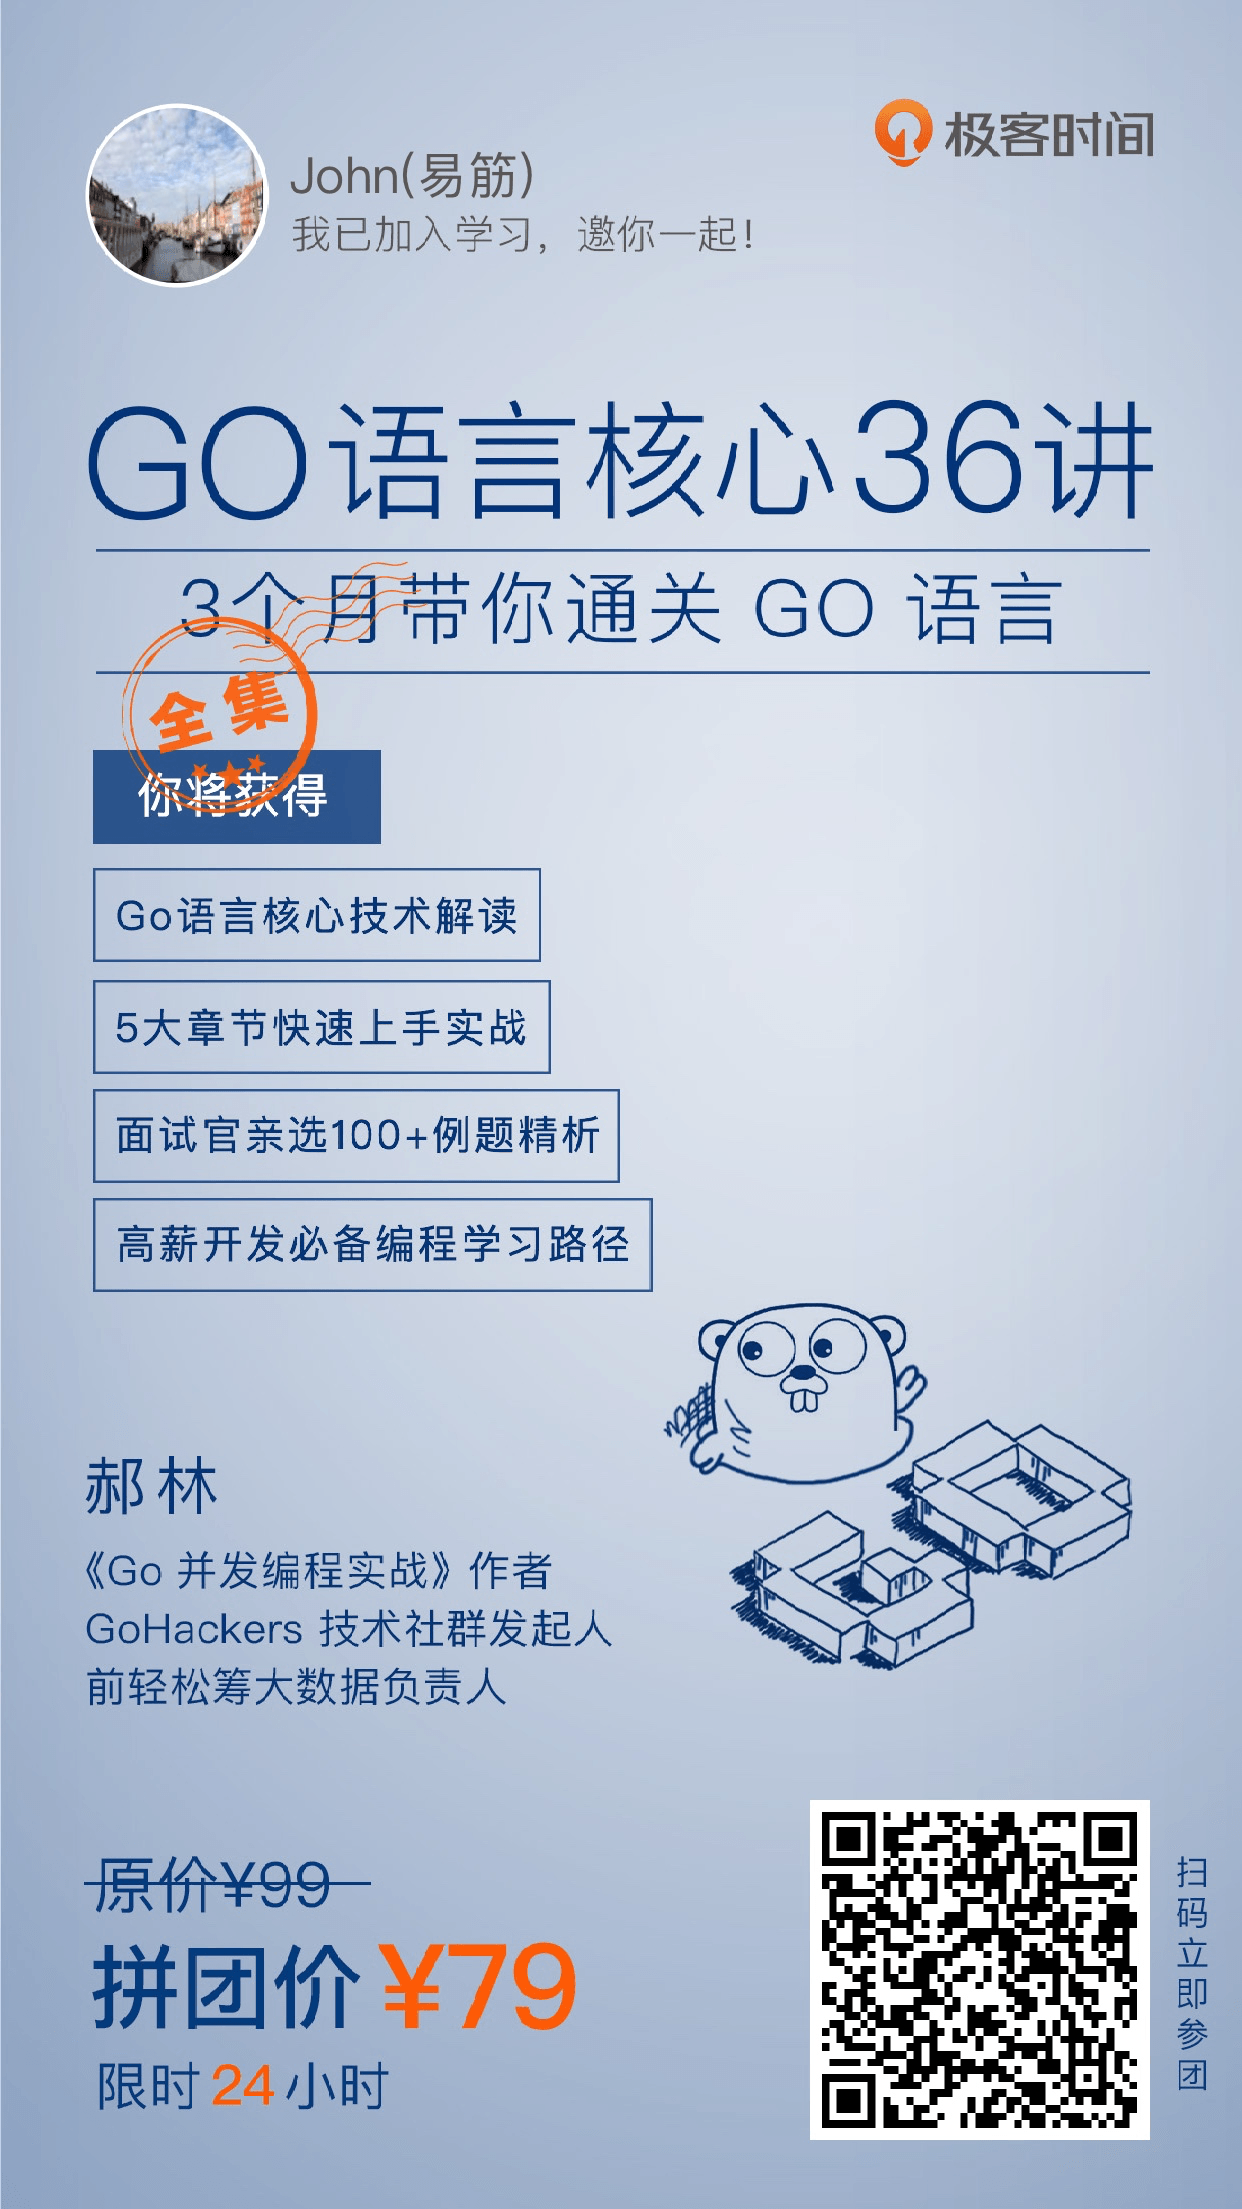 极客时间
John(易筋)
我已加入学习，邀你一起！
GO语言核心36讲
3个月带你通关 GO 语言
全集
你将获得
Go语言核心技术解读
5大章节快速上手实战
面试官亲选100+例题精析
高薪开发必备编程学习路径
郝林
《Go 并发编程实战》作者
GoHackers 技术社群发起人
前轻松筹大数据负责人
原价¥99
拼团价 ¥79
限时 24 小时
扫码立即参团